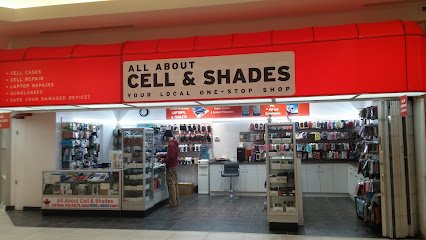 ALL ABOUT
CELL & SHADES
YOUR LOCAL ONE-STOP SHOP
• CELL CASES
• CELL REPAIR
• LAPTOP REPAIRS
• SUNGLASSES
• SAVE YOUR DAMAGED DEVICE!
All About Cell & Shades